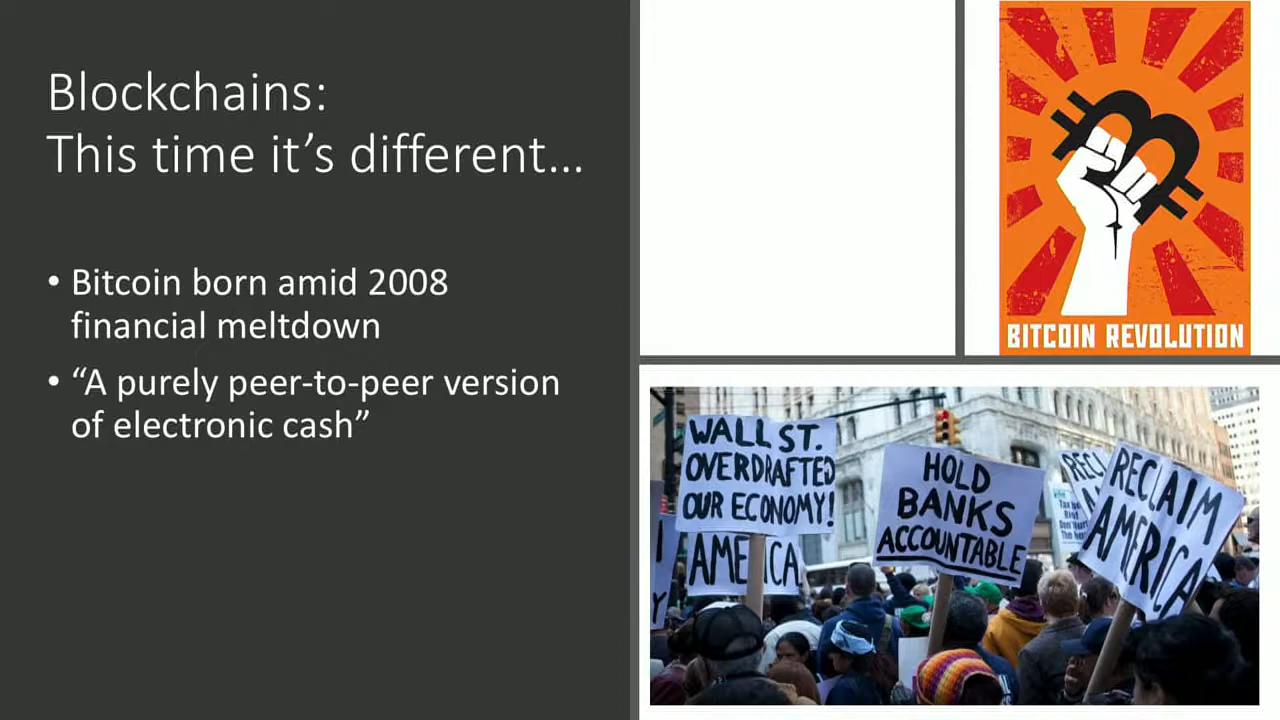 Blockchains:
This time it’s different…
• Bitcoin born amid 2008
financial meltdown
• “A purely peer-to-peer version
of electronic cash”
BITCOIN REVOLUTION
WALL ST.
OVERDRAFTED
OUR ECONOMY!
AMERICA
HOLD
BANKS
ACCOUNTABLE
RECLAIM
AMERICA